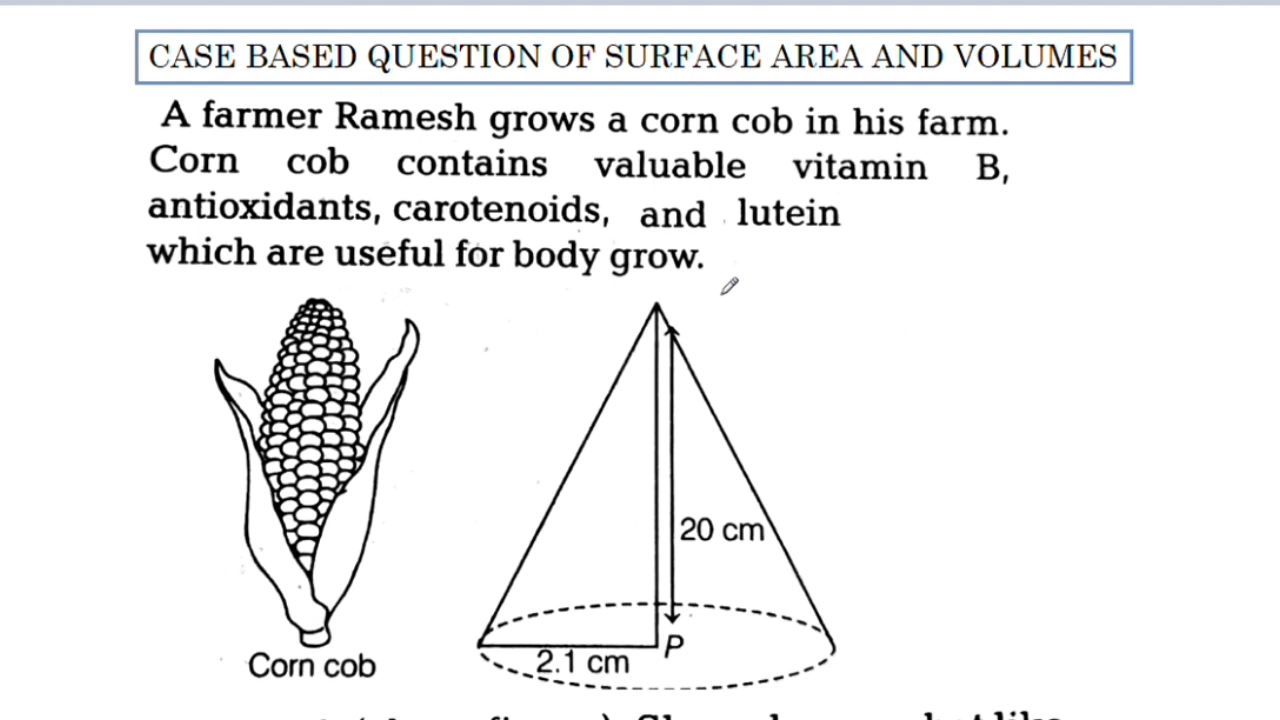 CASE BASED QUESTION OF SURFACE AREA AND VOLUMES
A farmer Ramesh grows a corn cob in his farm.
Corn cob contains valuable vitamin B,
antioxidants, carotenoids, and lutein
which are useful for body grow.
20 cm
P
2.1 cm
Corn cob